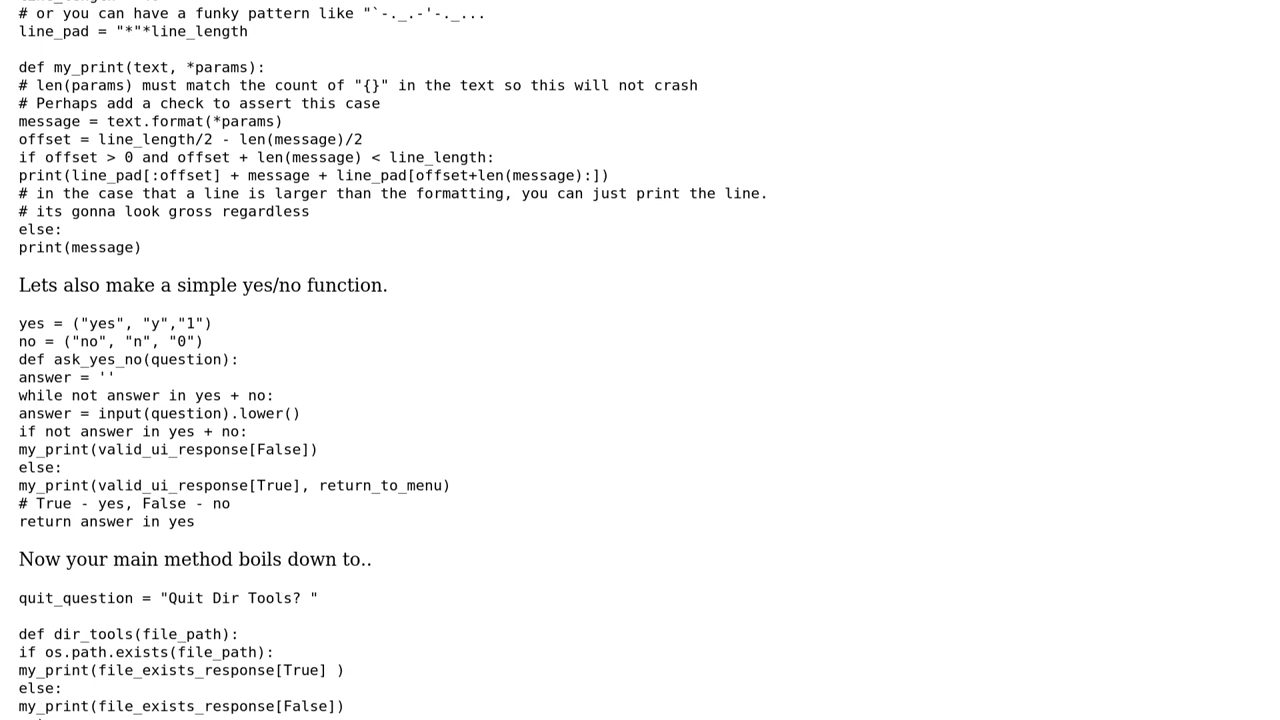 # or you can have a funky pattern like "`-._.-'-._...
line_pad = "*"*line_length
def my_print(text, *params):
# len(params) must match the count of "{}" in the text so this will not crash
# Perhaps add a check to assert this case
message = text.format(*params)
offset = line_length/2 - len(message)/2
if offset > 0 and offset + len(message) < line_length:
print(line_pad[:offset] + message + line_pad[offset+len(message):])
# in the case that a line is larger than the formatting, you can just print the line.
# its gonna look gross regardless
else:
print(message)
Lets also make a simple yes/no function.
yes = ("yes", "y","1")
no = ("no", "n", "0")
def ask_yes_no(question):
answer = ''
while not answer in yes + no:
answer = input(question).lower()
if not answer in yes + no:
my_print(valid_ui_response[False])
else:
my_print(valid_ui_response[True], return_to_menu)
# True - yes, False - no
return answer in yes
Now your main method boils down to..
quit_question = "Quit Dir Tools? "
def dir_tools(file_path):
if os.path.exists(file_path):
my_print(file_exists_response[True] )
else:
my_print(file_exists_response[False])